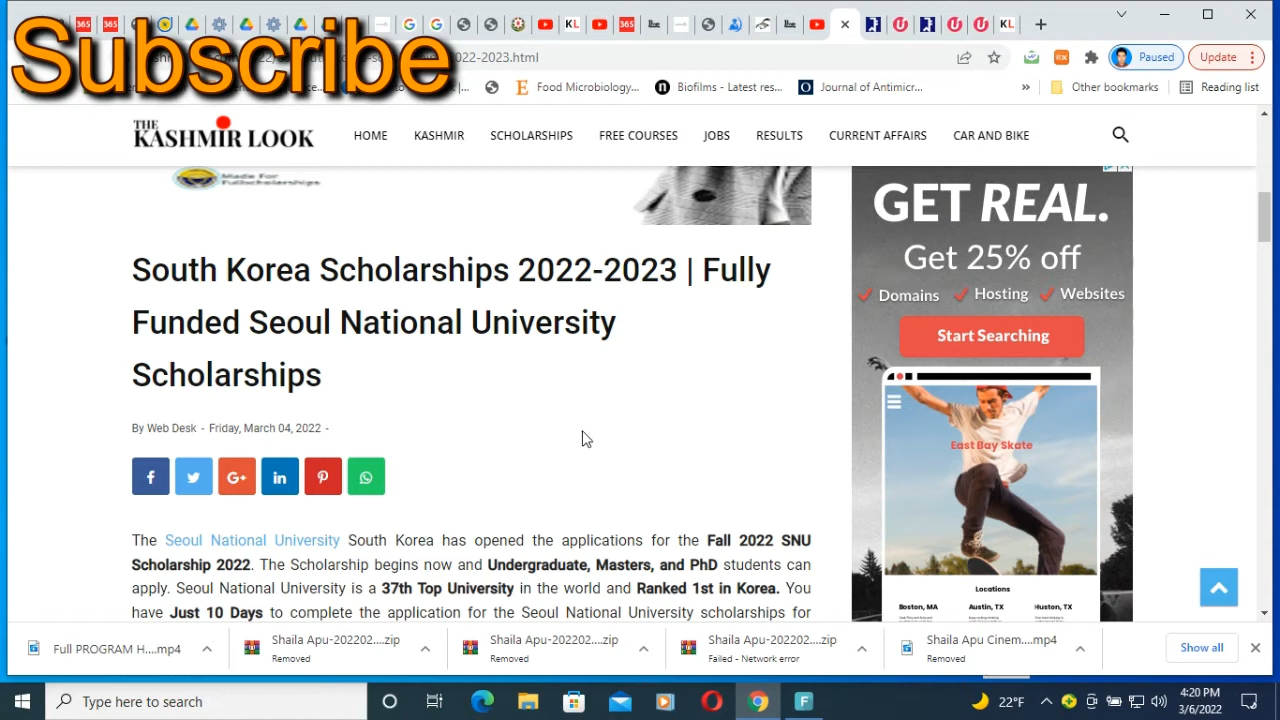 Subscribe
2022-2023.html
Paused
Update
Food Microbiology...
Biofilms - Latest res...
Journal of Antimicr...
»
Other bookmarks
Reading list
THE
KASHMIR LOOK
HOME
KASHMIR
SCHOLARSHIPS
FREE COURSES
JOBS
RESULTS
CURRENT AFFAIRS
CAR AND BIKE
Made For
Fullscholarships
South Korea Scholarships 2022-2023 | Fully
Funded Seoul National University
Scholarships
By Web Desk - Friday, March 04, 2022 -
The Seoul National University South Korea has opened the applications for the Fall 2022 SNU
Scholarship 2022. The Scholarship begins now and Undergraduate, Masters, and PhD students can
apply. Seoul National University is a 37th Top University in the world and Ranked 1st in Korea. You
have Just 10 Days to complete the application for the Seoul National University scholarships for
GET REAL.
Get 25% off
Domains
Hosting
Websites
Start Searching
East Bay Skate
Locations
Boston, MA
Austin, TX
Huston, TX
Full PROGRAM H....mp4
Shaila Apu-202202....zip
Removed
Shaila Apu-202202....zip
Removed
Shaila Apu-202202....zip
Failed - Network error
Shaila Apu Cinem....mp4
Removed
Show all
Type here to search
22°F
4:20 PM
3/6/2022